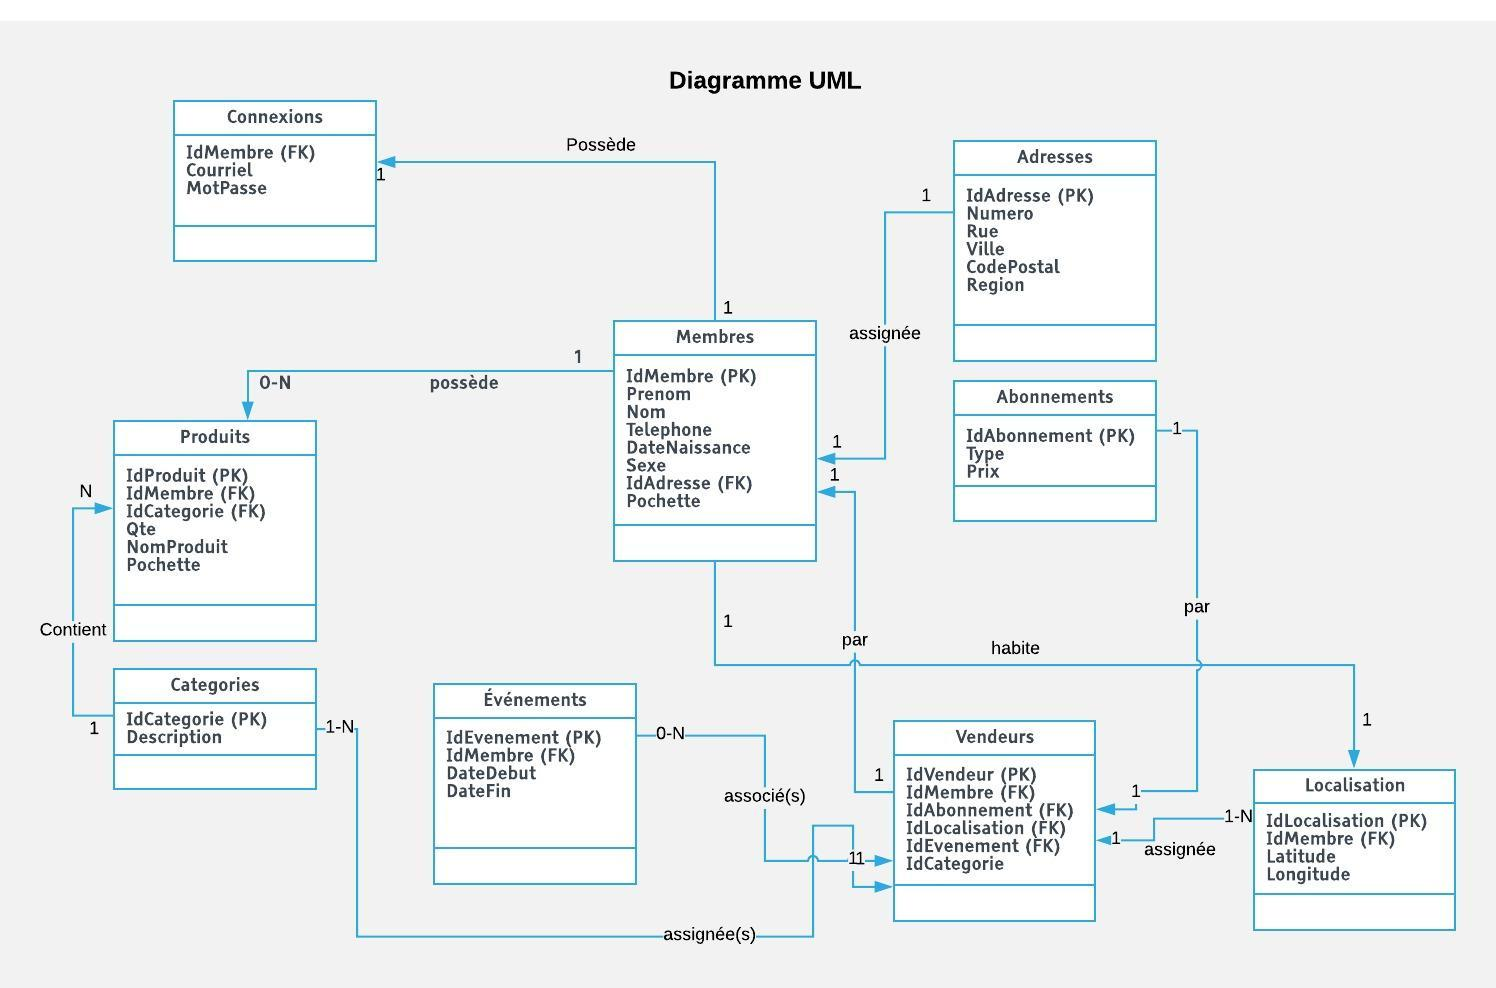 Diagramme UML
Connexions
IdMembre (FK)
Courriel
MotPasse
Possède
1
1
Adresses
IdAdresse (PK)
Numero
Rue
Ville
CodePostal
Region
1
assignée
1
Membres
IdMembre (PK)
Prenom
Nom
Telephone
DateNaissance
Sexe
IdAdresse (FK)
Pochette
1
possède
0-N
Abonnements
IdAbonnement (PK)
Type
Prix
1
par
1
Produits
IdProduit (PK)
IdMembre (FK)
IdCategorie (FK)
Qte
NomProduit
Pochette
N
Contient
1
Categories
IdCategorie (PK)
Description
1-N
assignée(s)
1
Événements
IdEvenement (PK)
IdMembre (FK)
DateDebut
DateFin
0-N
associé(s)
1
1
par
1
1
habite
1
Vendeurs
IdVendeur (PK)
IdMembre (FK)
IdAbonnement (FK)
IdLocalisation (FK)
IdEvenement (FK)
IdCategorie
1
assignée
1-N
Localisation
IdLocalisation (PK)
IdMembre (FK)
Latitude
Longitude